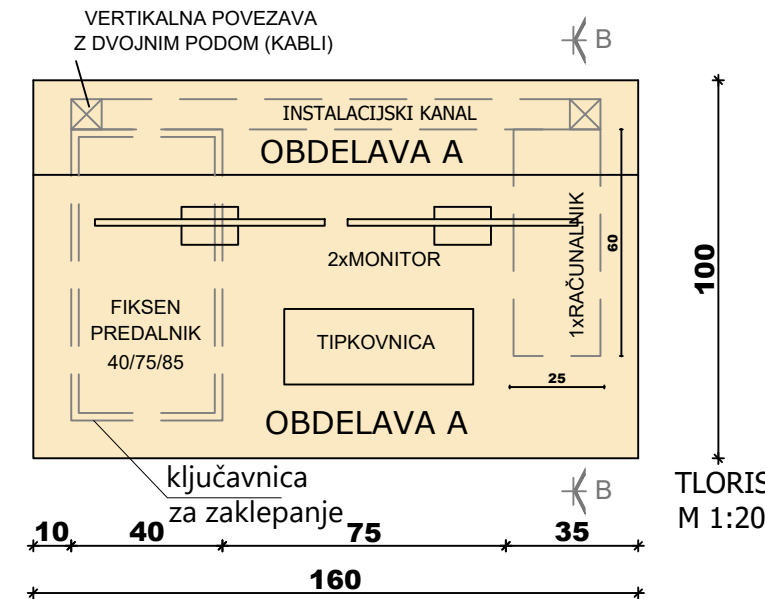 VERTIKALNA POVEZAVA
Z DVOJNIM PODOM (KABLI)
B
INSTALACIJSKI KANAL
OBDELAVA A
2xMONITOR
1xRAČUNALNIK
60
100
FIKSEN
PREDALNIK
40/75/85
TIPKOVNICA
25
OBDELAVA A
ključavnica
za zaklepanje
B
TLORIS
M 1:20
10
40
75
35
160